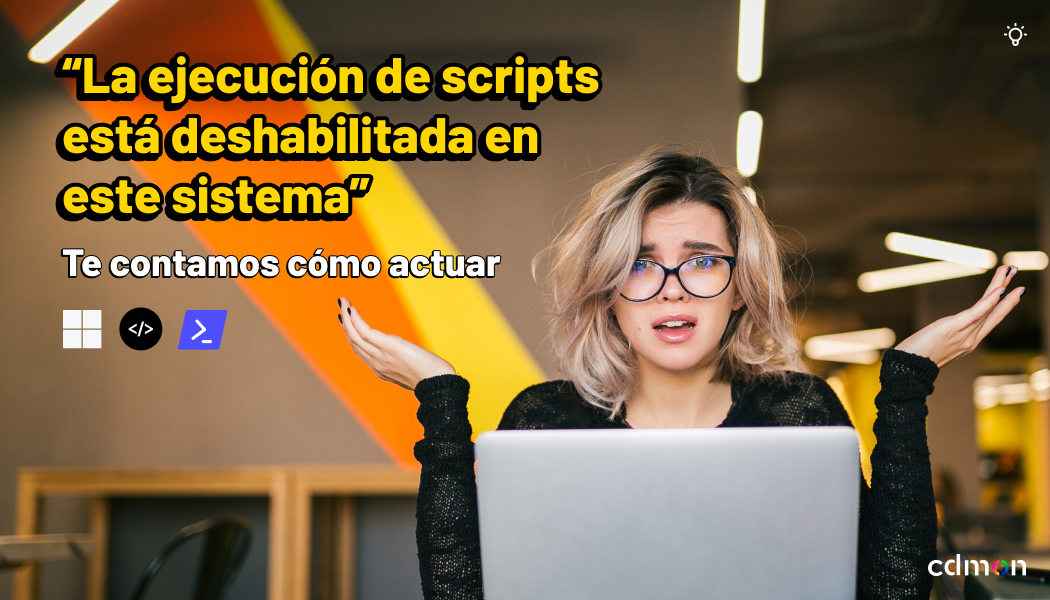 “La ejecución de scripts
está deshabilitada en
este sistema”
Te contamos cómo actuar
</>
cdmon